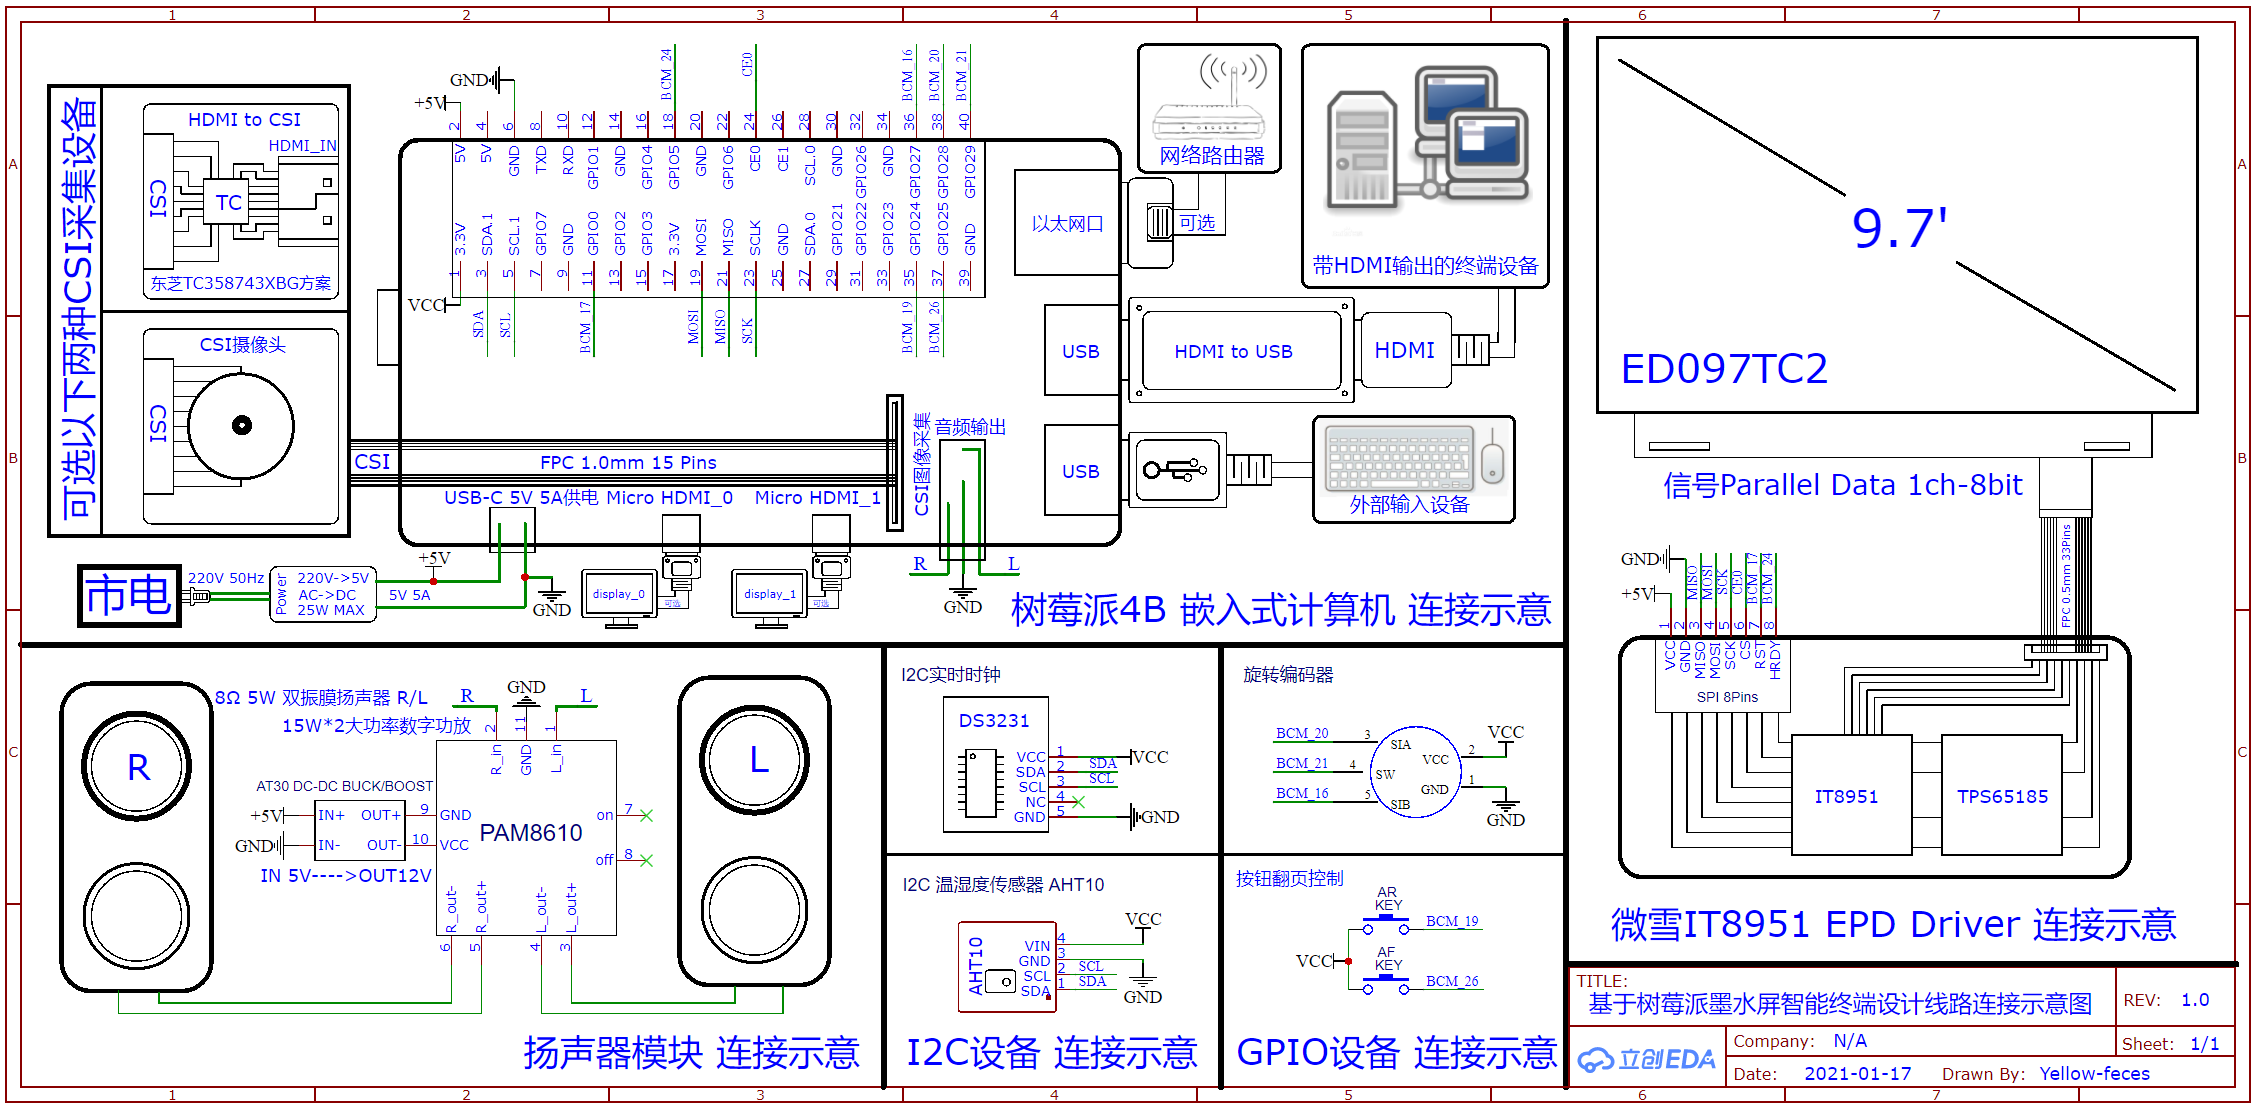 1 2 3 4 5 6 7
A
B
C
可选以下两种CSI采集设备
HDMI to CSI
HDMI_IN
CSI
TC
东芝TC358743XBG方案
CSI摄像头
CSI
GND
+5V
BCM_24
CE0
BCM_16
BCM_20
BCM_21
2 4 6 8 10 12 14 16 18 20 22 24 26 28 30 32 34 36 38 40
5V 5V GND TXD RXD GPIO1 GND GPIO4 GPIO5 GND GPIO6 CE0 CE1 SCL.0 GND GPIO26 GND GPIO27 GPIO28 GPIO29
3.3V SDA.1 SCL.1 GPIO7 GND GPIO0 GPIO2 GPIO3 3.3V MOSI MISO SCLK GND SDA.0 GPIO21 GPIO22 GPIO23 GPIO24 GPIO25 GND
1 3 5 7 9 11 13 15 17 19 21 23 25 27 29 31 33 35 37 39
VCC
SDA
SCL
BCM_17
MOSI
MISO
SCK
BCM_19
BCM_26
以太网口
网络路由器
可选
带HDMI输出的终端设备
USB
HDMI to USB
HDMI
USB
外部输入设备
CSI
FPC 1.0mm 15 Pins
CSI图像采集
音频输出
USB-C 5V 5A供电
Micro HDMI_0
Micro HDMI_1
R
L
GND
市电
220V 50Hz
Power
220V->5V
AC->DC
25W MAX
+5V
5V 5A
GND
display_0
可选
display_1
可选
树莓派4B 嵌入式计算机 连接示意
9.7'
ED097TC2
信号Parallel Data 1ch-8bit
FPC 0.5mm 33Pins
GND
+5V
MISO
MOSI
SCK
CE0
BCM_17
BCM_24
1 2 3 4 5 6 7 8
VCC GND MISO MOSI SCK CS RST HRDY
SPI 8Pins
IT8951
TPS65185
微雪IT8951 EPD Driver 连接示意
R
L
8Ω 5W 双振膜扬声器 R/L
15W*2大功率数字功放
R
GND
L
2 11 1
R_in GND L_in
AT30 DC-DC BUCK/BOOST
+5V
GND
IN+ OUT+
IN- OUT-
9 GND
10 VCC
IN 5V---->OUT12V
PAM8610
on 7
off 8
R_out- R_out+ L_out- L_out+
6 5 4 3
扬声器模块 连接示意
I2C实时时钟
DS3231
VCC 1 VCC
SDA 2 SDA
SCL 3 SCL
NC 4
GND 5 GND
I2C 温湿度传感器 AHT10
AHT10
VCC
VIN 4
GND 3
SCL 2 SCL
SDA 1 SDA
GND
I2C设备 连接示意
旋转编码器
BCM_20 3 SIA
BCM_21 4 SW
BCM_16 5 SIB
VCC 2 VCC
GND 1 GND
按钮翻页控制
AR
KEY
BCM_19
VCC
AF
KEY
BCM_26
GPIO设备 连接示意
TITLE:
基于树莓派墨水屏智能终端设计线路连接示意图
REV: 1.0
立创EDA
Company: N/A
Sheet: 1/1
Date: 2021-01-17
Drawn By: Yellow-feces
A
B
C
1 2 3 4 5 6 7